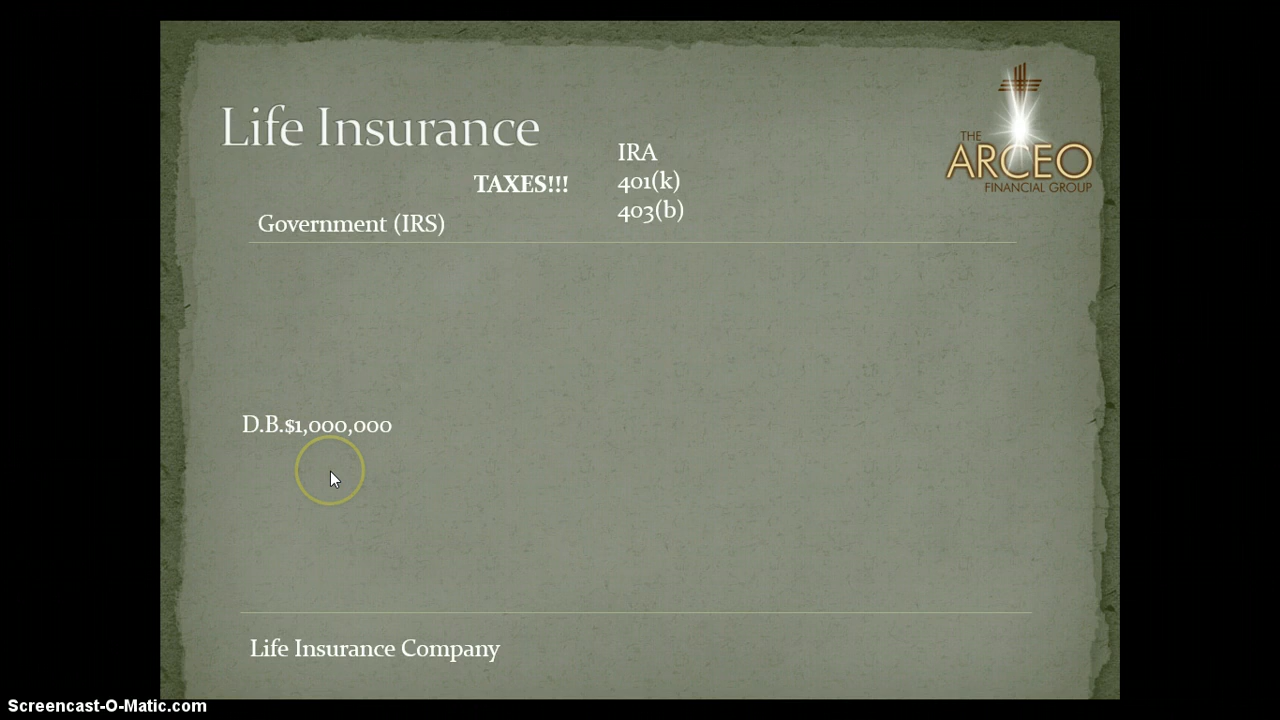 Life Insurance
THE
ARCEO
FINANCIAL GROUP
IRA
TAXES!!!
401(k)
403(b)
Government (IRS)
D.B.$1,000,000
Life Insurance Company
Screencast-O-Matic.com